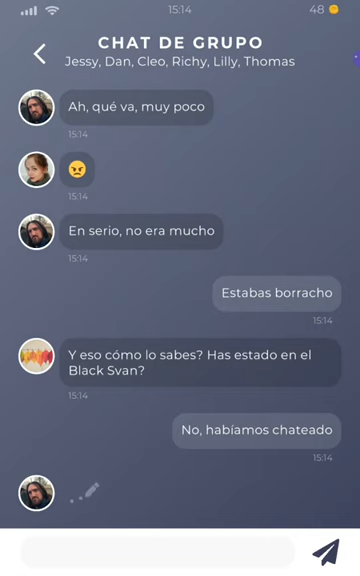 15:14
48
CHAT DE GRUPO
Jessy, Dan, Cleo, Richy, Lilly, Thomas
Ah, qué va, muy poco
15:14
15:14
En serio, no era mucho
15:14
Estabas borracho
15:14
Y eso cómo lo sabes? Has estado en el
Black Svan?
15:14
No, habíamos chateado
15:14